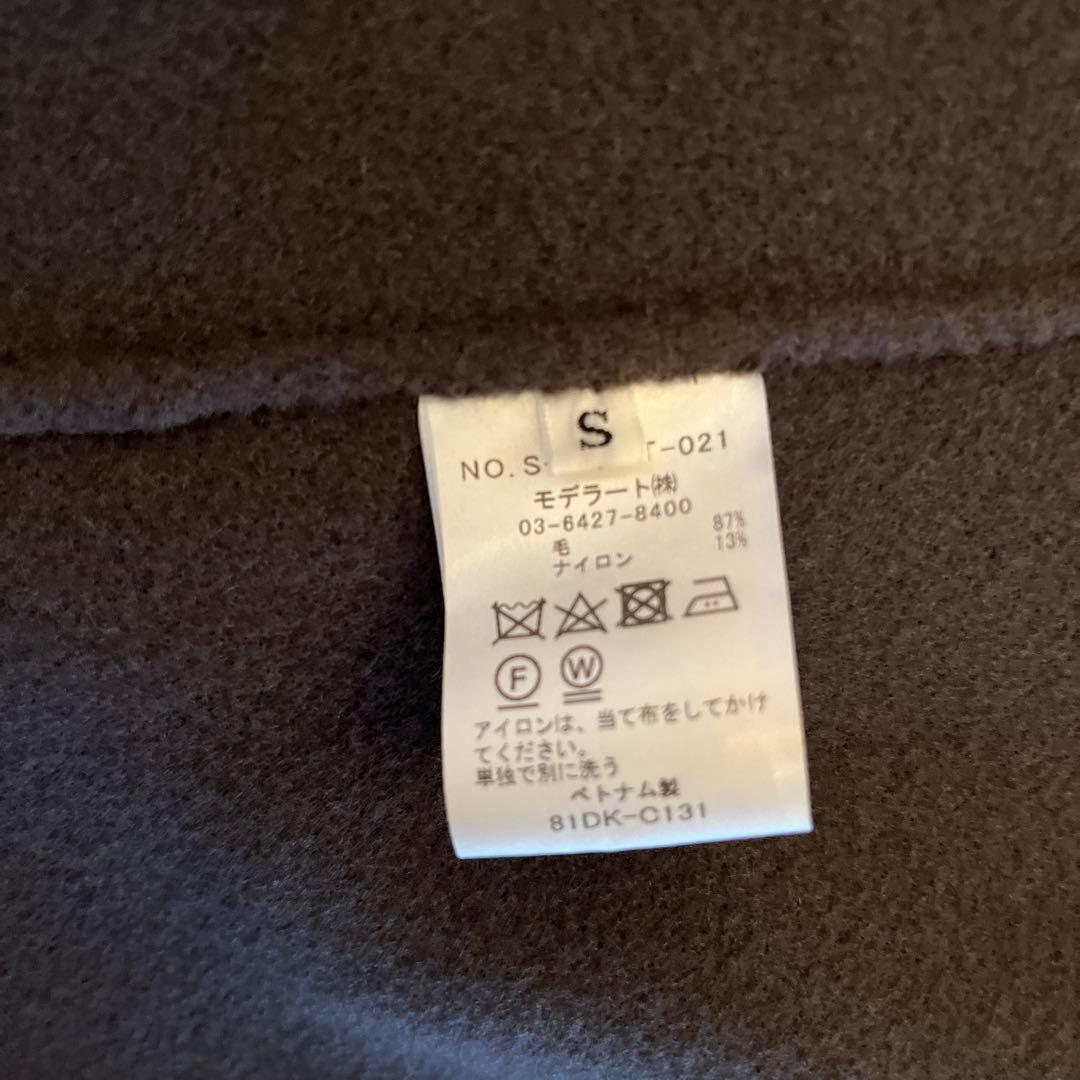 S
NO.S T-021
モデラート㈱
03-6427-8400
毛 87%
ナイロン 13%
F W
アイロンは、当て布をしてかけ
てください。
単独で別に洗う
ベトナム製
81DK-C131